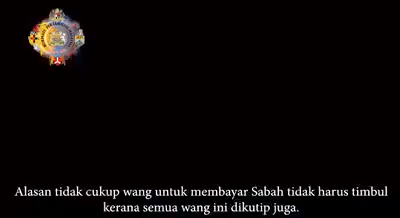 Alasan tidak cukup wang untuk membayar Sabah tidak harus timbul
kerana semua wang ini dikutip juga.